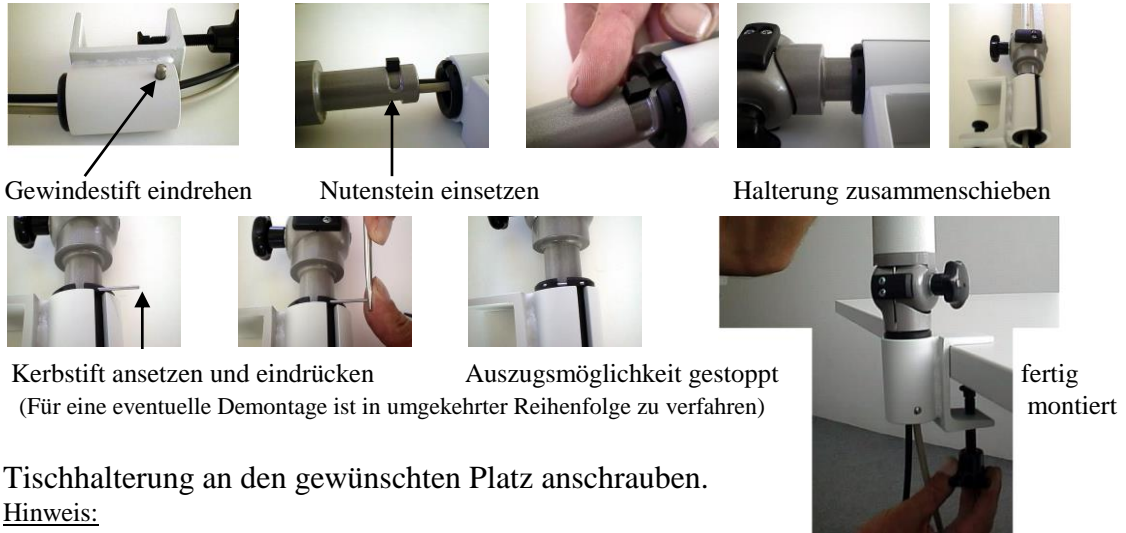 Gewindestift eindrehen
Nutenstein einsetzen
Halterung zusammenschieben
Kerbstift ansetzen und eindrücken
Auszugsmöglichkeit gestoppt
fertig
(Für eine eventuelle Demontage ist in umgekehrter Reihenfolge zu verfahren)
montiert
Tischhalterung an den gewünschten Platz anschrauben.
Hinweis: